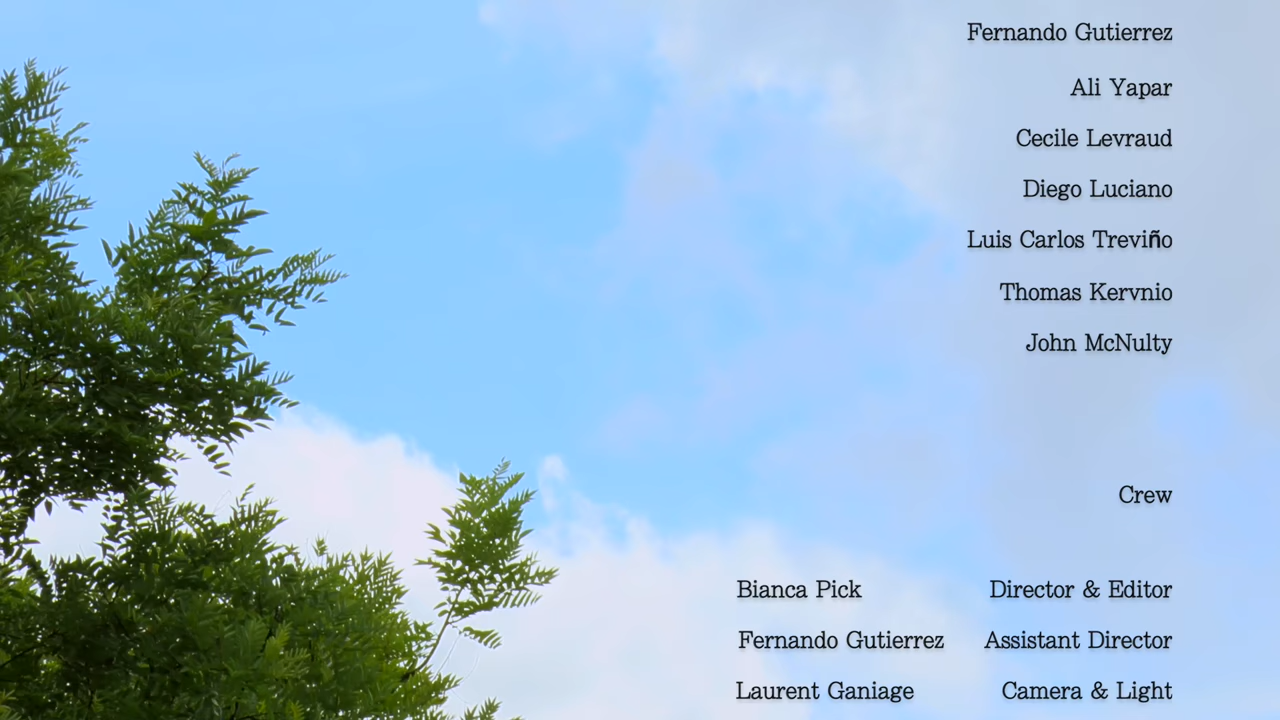 Fernando Gutierrez
Ali Yapar
Cecile Levraud
Diego Luciano
Luis Carlos Treviño
Thomas Kervnio
John McNulty
Crew
Bianca Pick Director & Editor
Fernando Gutierrez Assistant Director
Laurent Ganiage Camera & Light